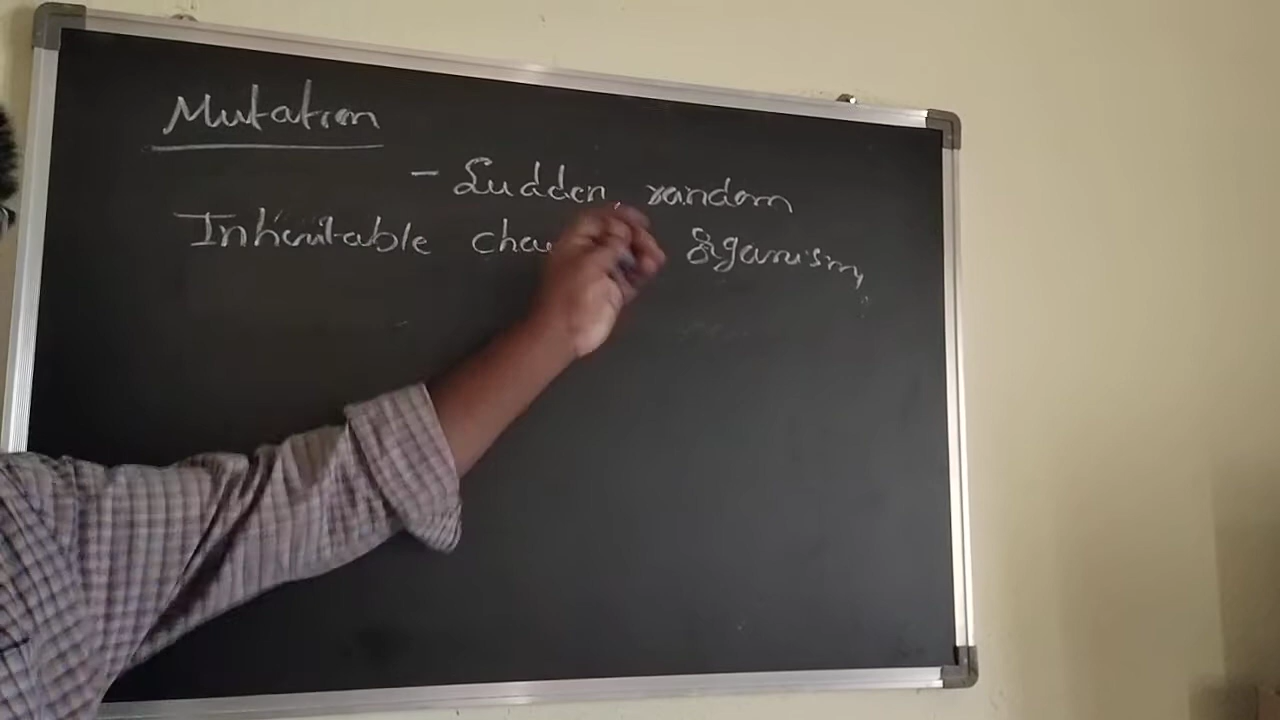 Mutation
- Sudden, random
Inheritable cha organism,